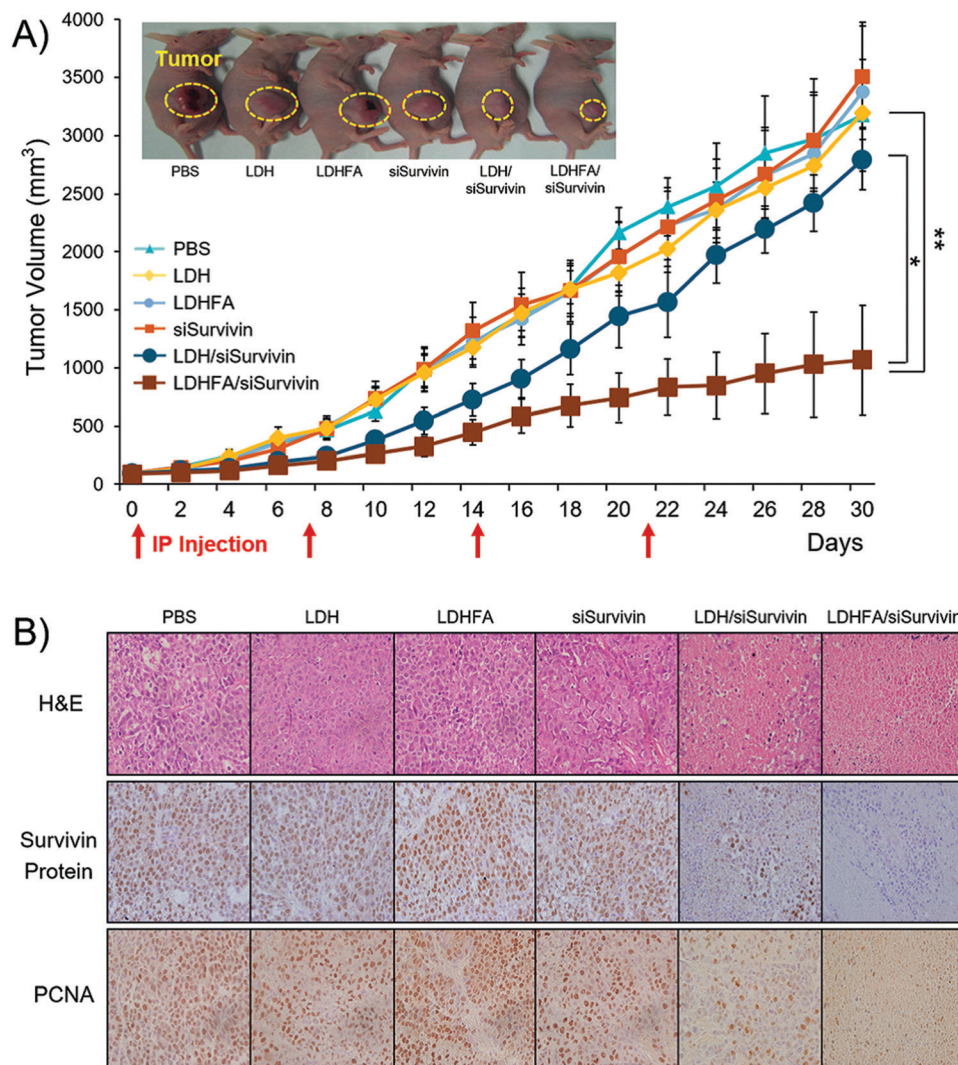 A)
Tumor
PBS
LDH
LDHFA
siSurvivin
LDH/
siSurvivin
LDHFA/
siSurvivin
Tumor Volume (mm³)
4000
3500
3000
2500
2000
1500
1000
500
0
PBS
LDH
LDHFA
siSurvivin
LDH/siSurvivin
LDHFA/siSurvivin
*
**
0 2 4 6 8 10 12 14 16 18 20 22 24 26 28 30
IP Injection
Days
B)
PBS LDH LDHFA siSurvivin LDH/siSurvivin LDHFA/siSurvivin
H&E
Survivin
Protein
PCNA